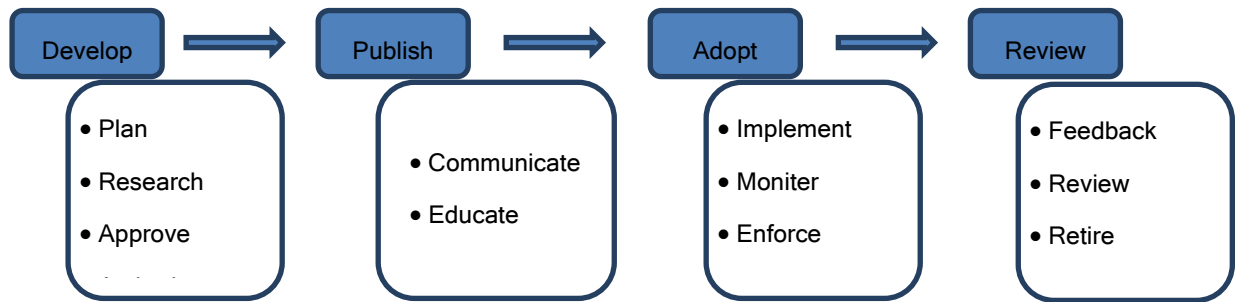 Develop
Publish
Adopt
Review
• Plan
• Research
• Approve
• Communicate
• Educate
• Implement
• Moniter
• Enforce
• Feedback
• Review
• Retire